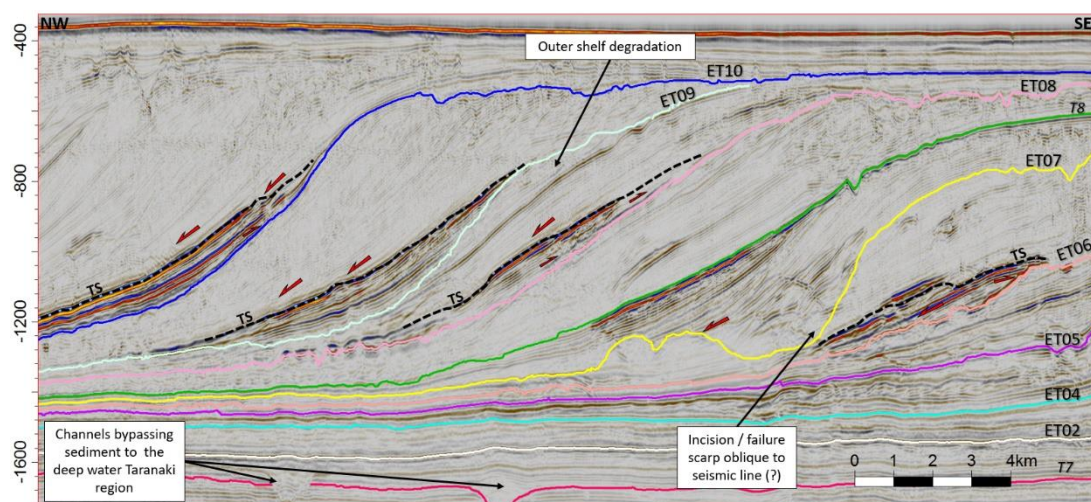 NW
SE
-400
Outer shelf degradation
ET10
ET09
ET08
T8
ET07
-800
TS
ET06
TS
TS
TS
-1200
ET05
ET04
Channels bypassing
sediment to the
deep water Taranaki
region
Incision / failure
scarp oblique to
seismic line (?)
ET02
-1600
0 1 2 3 4km
T7